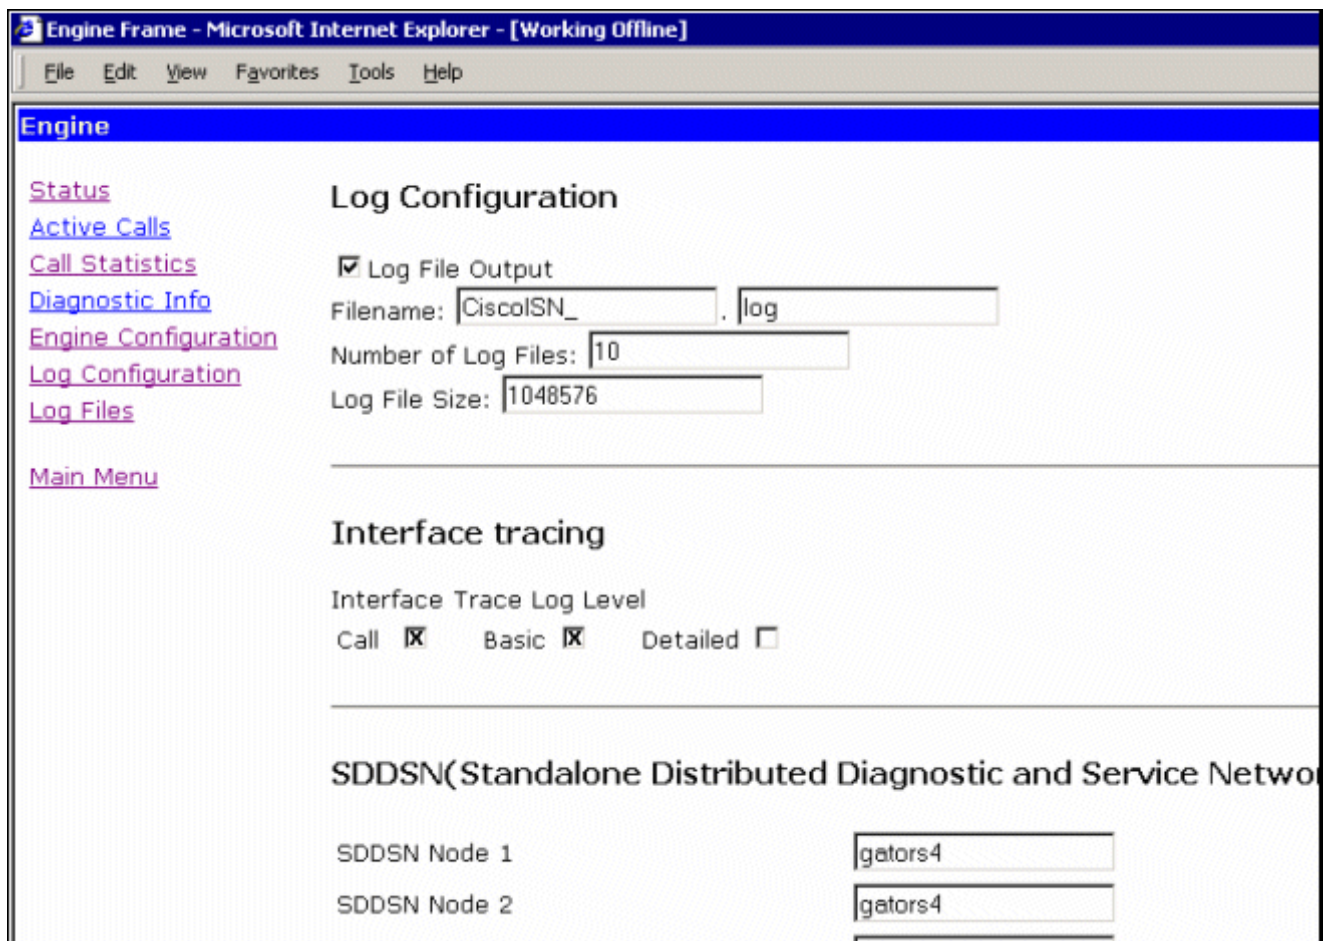 Engine Frame - Microsoft Internet Explorer - [Working Offline]
File Edit View Favorites Tools Help
Engine
Status
Active Calls
Call Statistics
Diagnostic Info
Engine Configuration
Log Configuration
Log Files
Main Menu
Log Configuration
Log File Output
Filename: CiscoISN_ . log
Number of Log Files: 10
Log File Size: 1048576
Interface tracing
Interface Trace Log Level
Call Basic Detailed
SDDSN(Standalone Distributed Diagnostic and Service
SDDSN Node 1 gators4
SDDSN Node 2 gators4